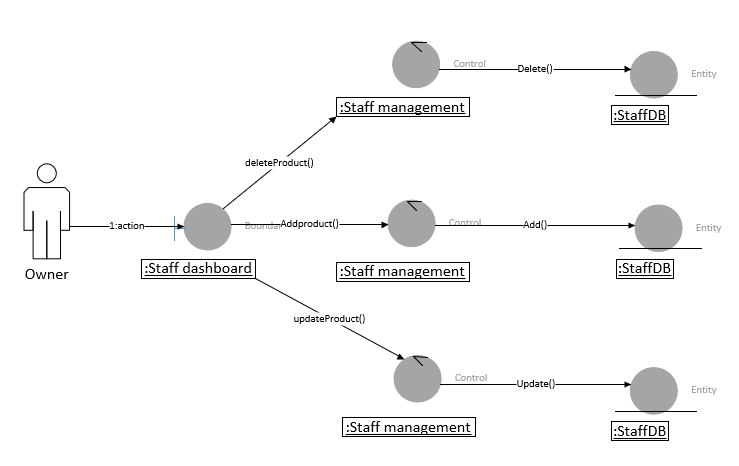 Control
Delete()
Entity
:Staff management
:StaffDB
deleteProduct()
1:action
Boundar
Addproduct()
Control
Add()
Entity
Owner
:Staff dashboard
:Staff management
:StaffDB
updateProduct()
Control
Update()
Entity
:Staff management
:StaffDB